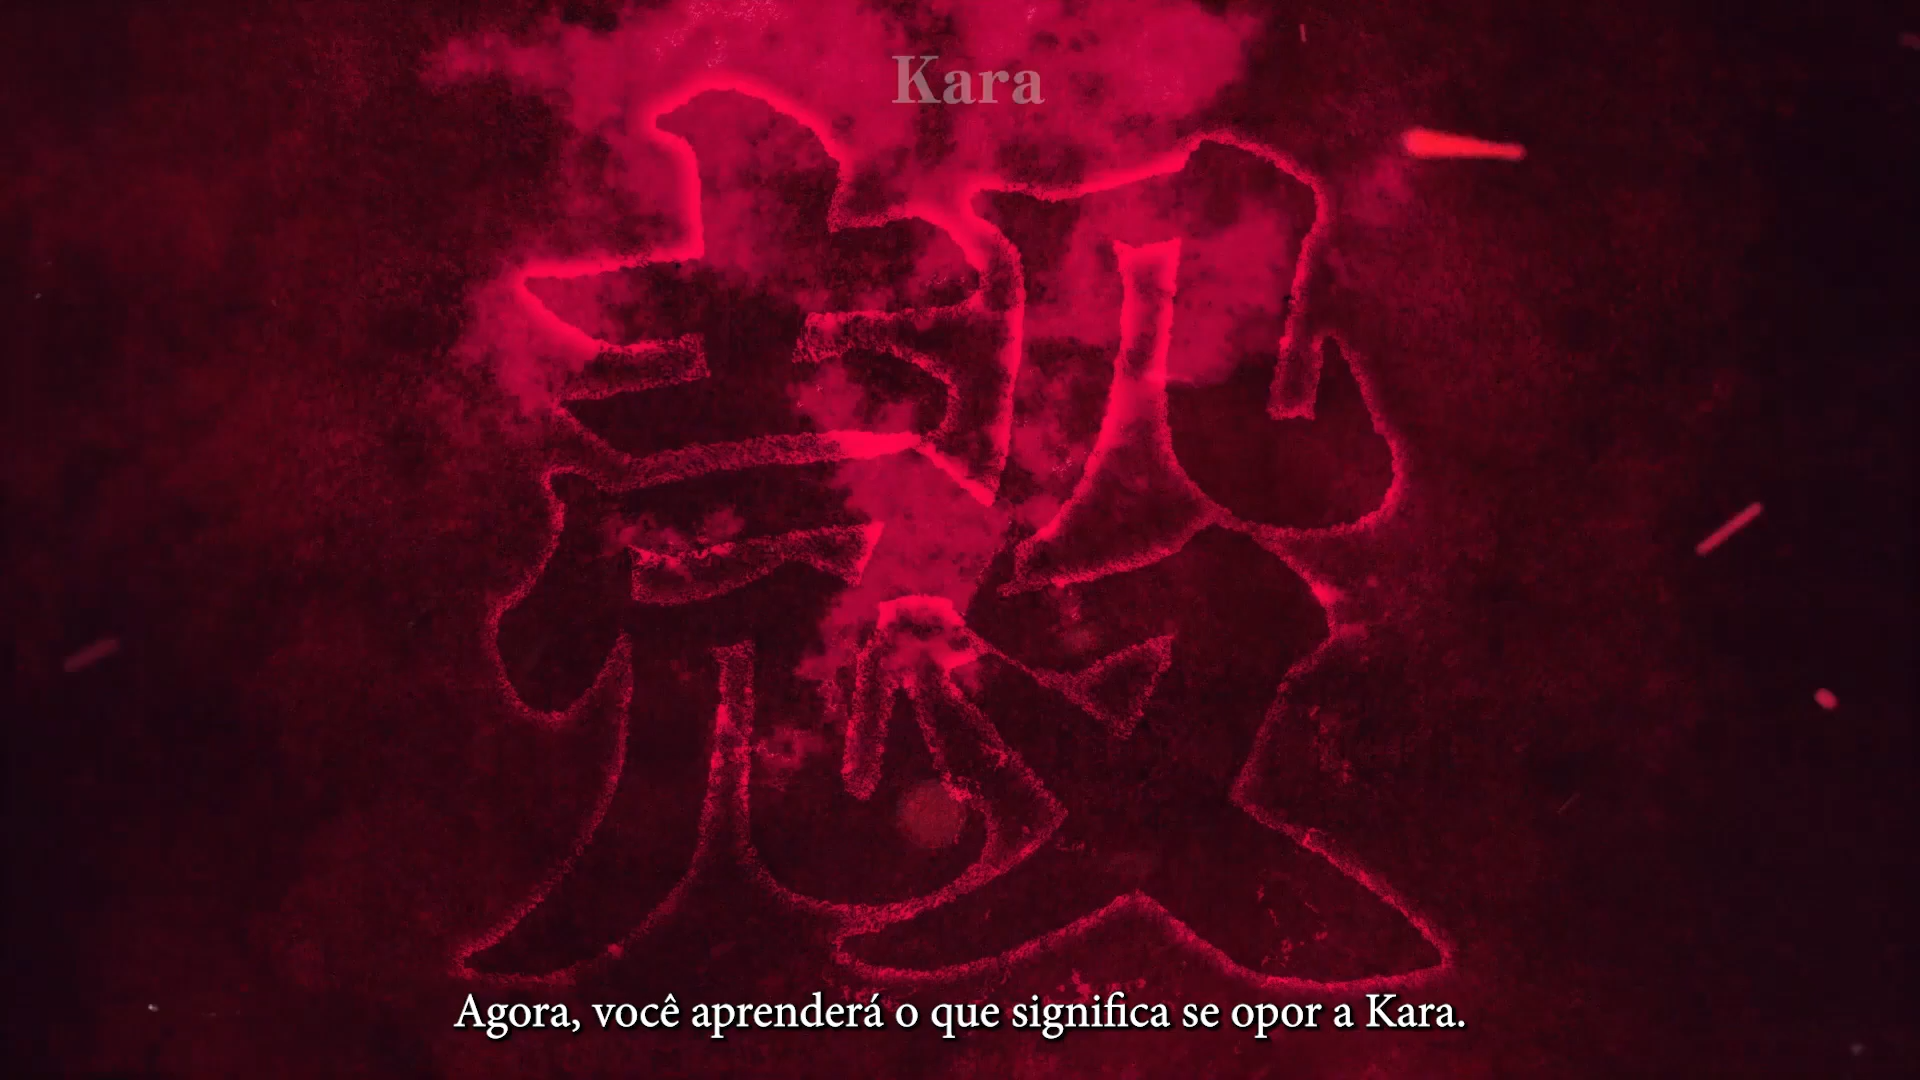 Kara
殻
Agora, você aprenderá o que significa se opor a Kara.